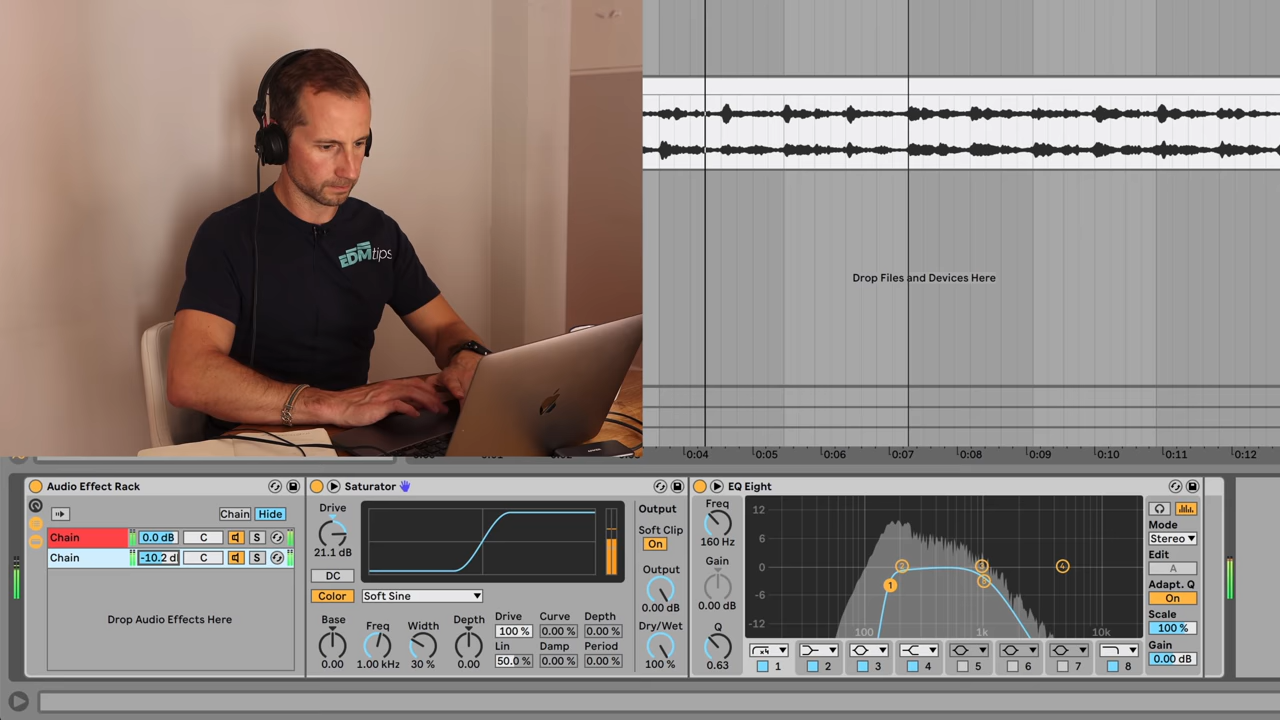 EDMtips
Drop Files and Devices Here
0:04 0:05 0:06 0:07 0:08 0:09 0:10 0:11 0:12
Audio Effect Rack
Chain Hide
Chain 0.0 dB C S
Chain -10.2 d C S
Drop Audio Effects Here
Saturator
Drive
21.1 dB
DC
Color Soft Sine
Base Freq Width Depth
0.00 1.00 kHz 30 % 0.00
Drive Curve Depth
100 % 0.00 % 0.00 %
Lin Damp Period
50.0 % 0.00 % 0.00 %
Output
Soft Clip
On
Output
0.00 dB
Dry/Wet
100 %
EQ Eight
Freq
160 Hz
Gain
0.00 dB
Q
0.63
12
6
0
-6
-12
100 1k 10k
1 2 4
1 2 3 4 5 6 7 8
Mode
Stereo
Edit
A
Adapt. Q
On
Scale
100 %
Gain
0.00 dB